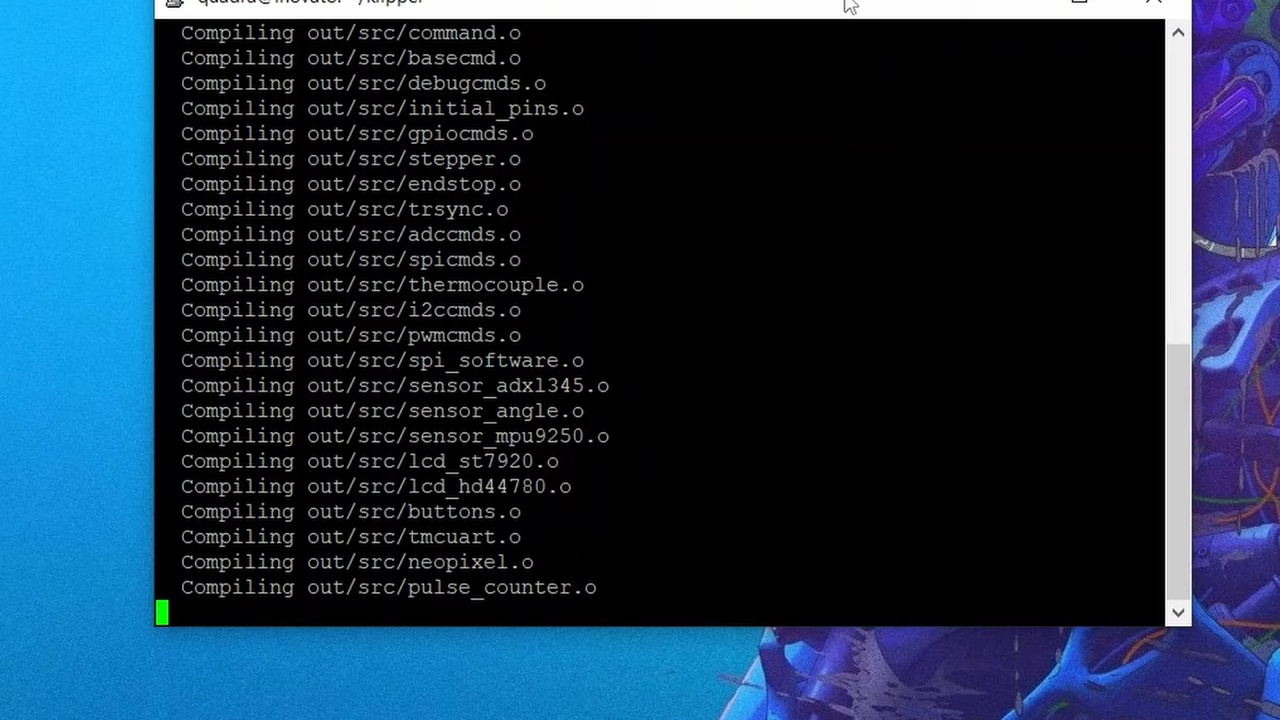 Compiling out/src/command.o
Compiling out/src/basecmd.o
Compiling out/src/debugcmds.o
Compiling out/src/initial_pins.o
Compiling out/src/gpiocmds.o
Compiling out/src/stepper.o
Compiling out/src/endstop.o
Compiling out/src/trsync.o
Compiling out/src/adccmds.o
Compiling out/src/spicmds.o
Compiling out/src/thermocouple.o
Compiling out/src/i2ccmds.o
Compiling out/src/pwmcmds.o
Compiling out/src/spi_software.o
Compiling out/src/sensor_adxl345.o
Compiling out/src/sensor_angle.o
Compiling out/src/sensor_mpu9250.o
Compiling out/src/lcd_st7920.o
Compiling out/src/lcd_hd44780.o
Compiling out/src/buttons.o
Compiling out/src/tmcuart.o
Compiling out/src/neopixel.o
Compiling out/src/pulse_counter.o